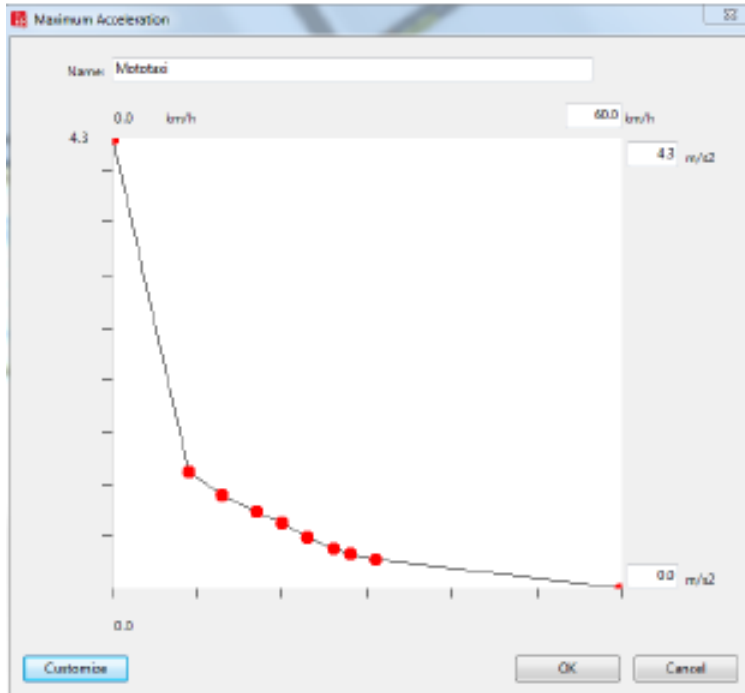 Maximum Acceleration
Name: Mototaxi
0.0 km/h 60.0 km/h
4.3 4.3 m/s2
0.0 m/s2
0.0
Customize OK Cancel